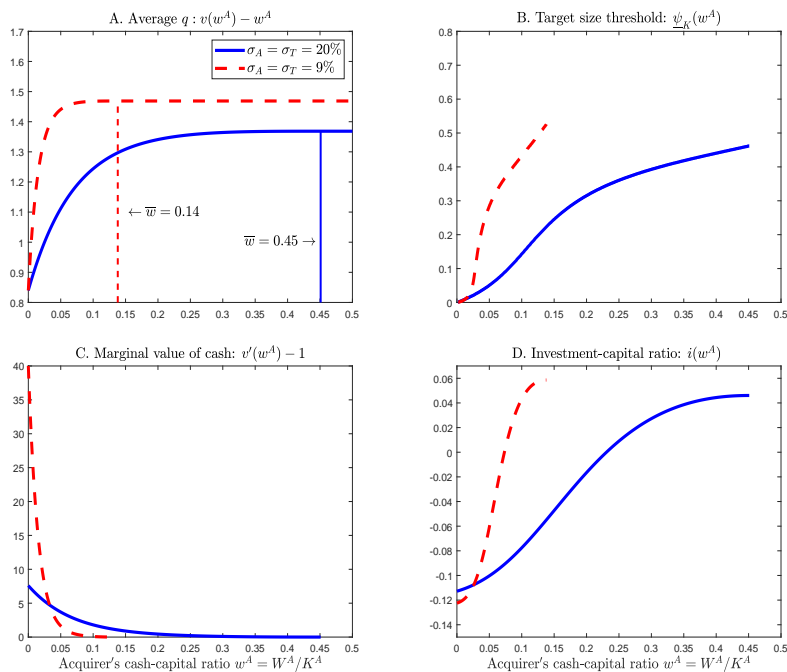 A. Average q : v(w^A) − w^A
1.7
1.6
1.5
1.4
1.3
1.2
1.1
1
0.9
0.8
σ_A = σ_T = 20%
σ_A = σ_T = 9%
← w̅ = 0.14
w̅ = 0.45 →
0 0.05 0.1 0.15 0.2 0.25 0.3 0.35 0.4 0.45 0.5
B. Target size threshold: ψ̲_K(w^A)
0.8
0.7
0.6
0.5
0.4
0.3
0.2
0.1
0
0 0.05 0.1 0.15 0.2 0.25 0.3 0.35 0.4 0.45 0.5
C. Marginal value of cash: v′(w^A) − 1
40
35
30
25
20
15
10
5
0
0 0.05 0.1 0.15 0.2 0.25 0.3 0.35 0.4 0.45 0.5
Acquirer's cash-capital ratio w^A = W^A/K^A
D. Investment-capital ratio: i(w^A)
0.06
0.04
0.02
0
-0.02
-0.04
-0.06
-0.08
-0.1
-0.12
-0.14
0 0.05 0.1 0.15 0.2 0.25 0.3 0.35 0.4 0.45 0.5
Acquirer's cash-capital ratio w^A = W^A/K^A